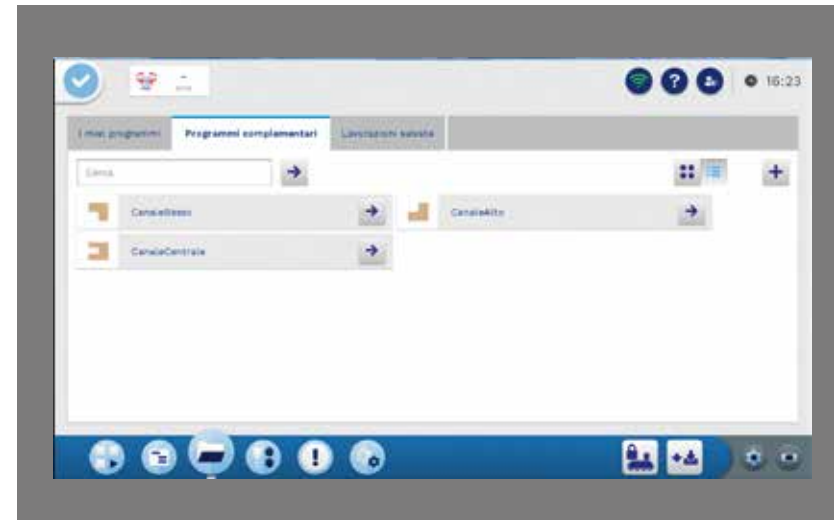 16:23
I miei programmi
Programmi complementari
Lavorazioni salvate
Cerca
CanaleBasso
CanaleAlto
CanaleCentrale